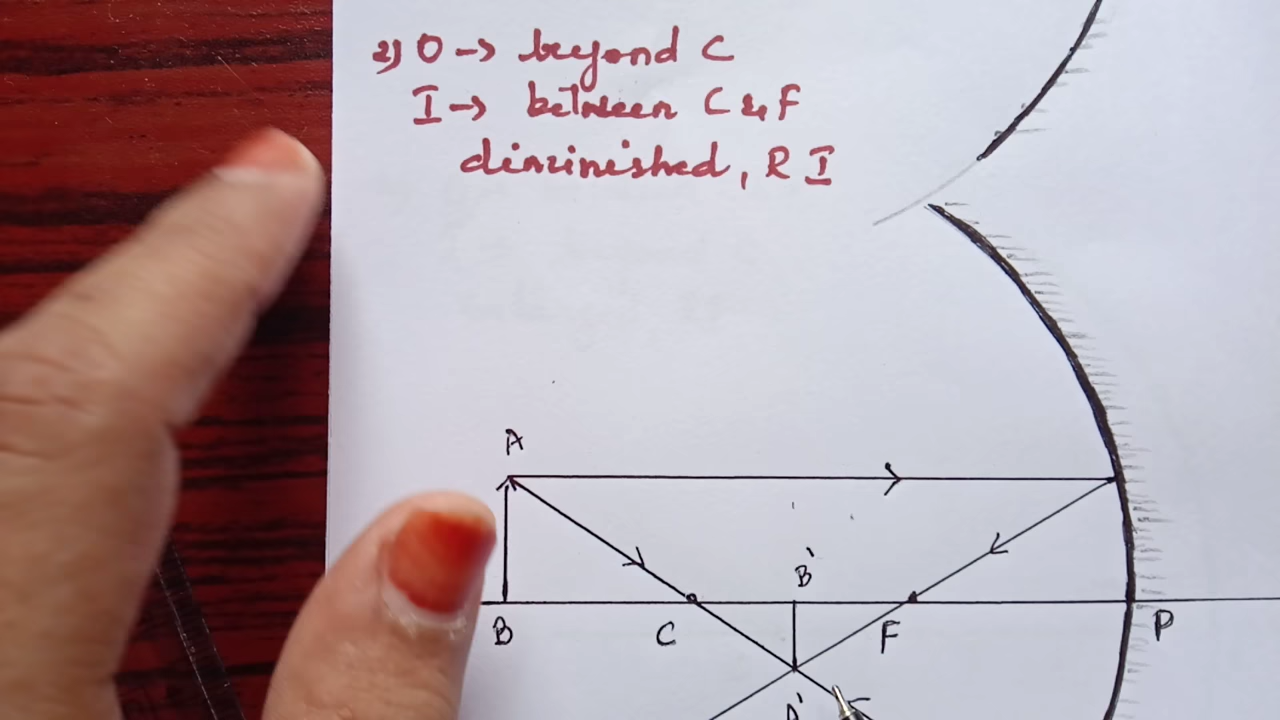 2) O → beyond C
I → between C & F
diminished, R I
A
B'
B
C
F
P
A'